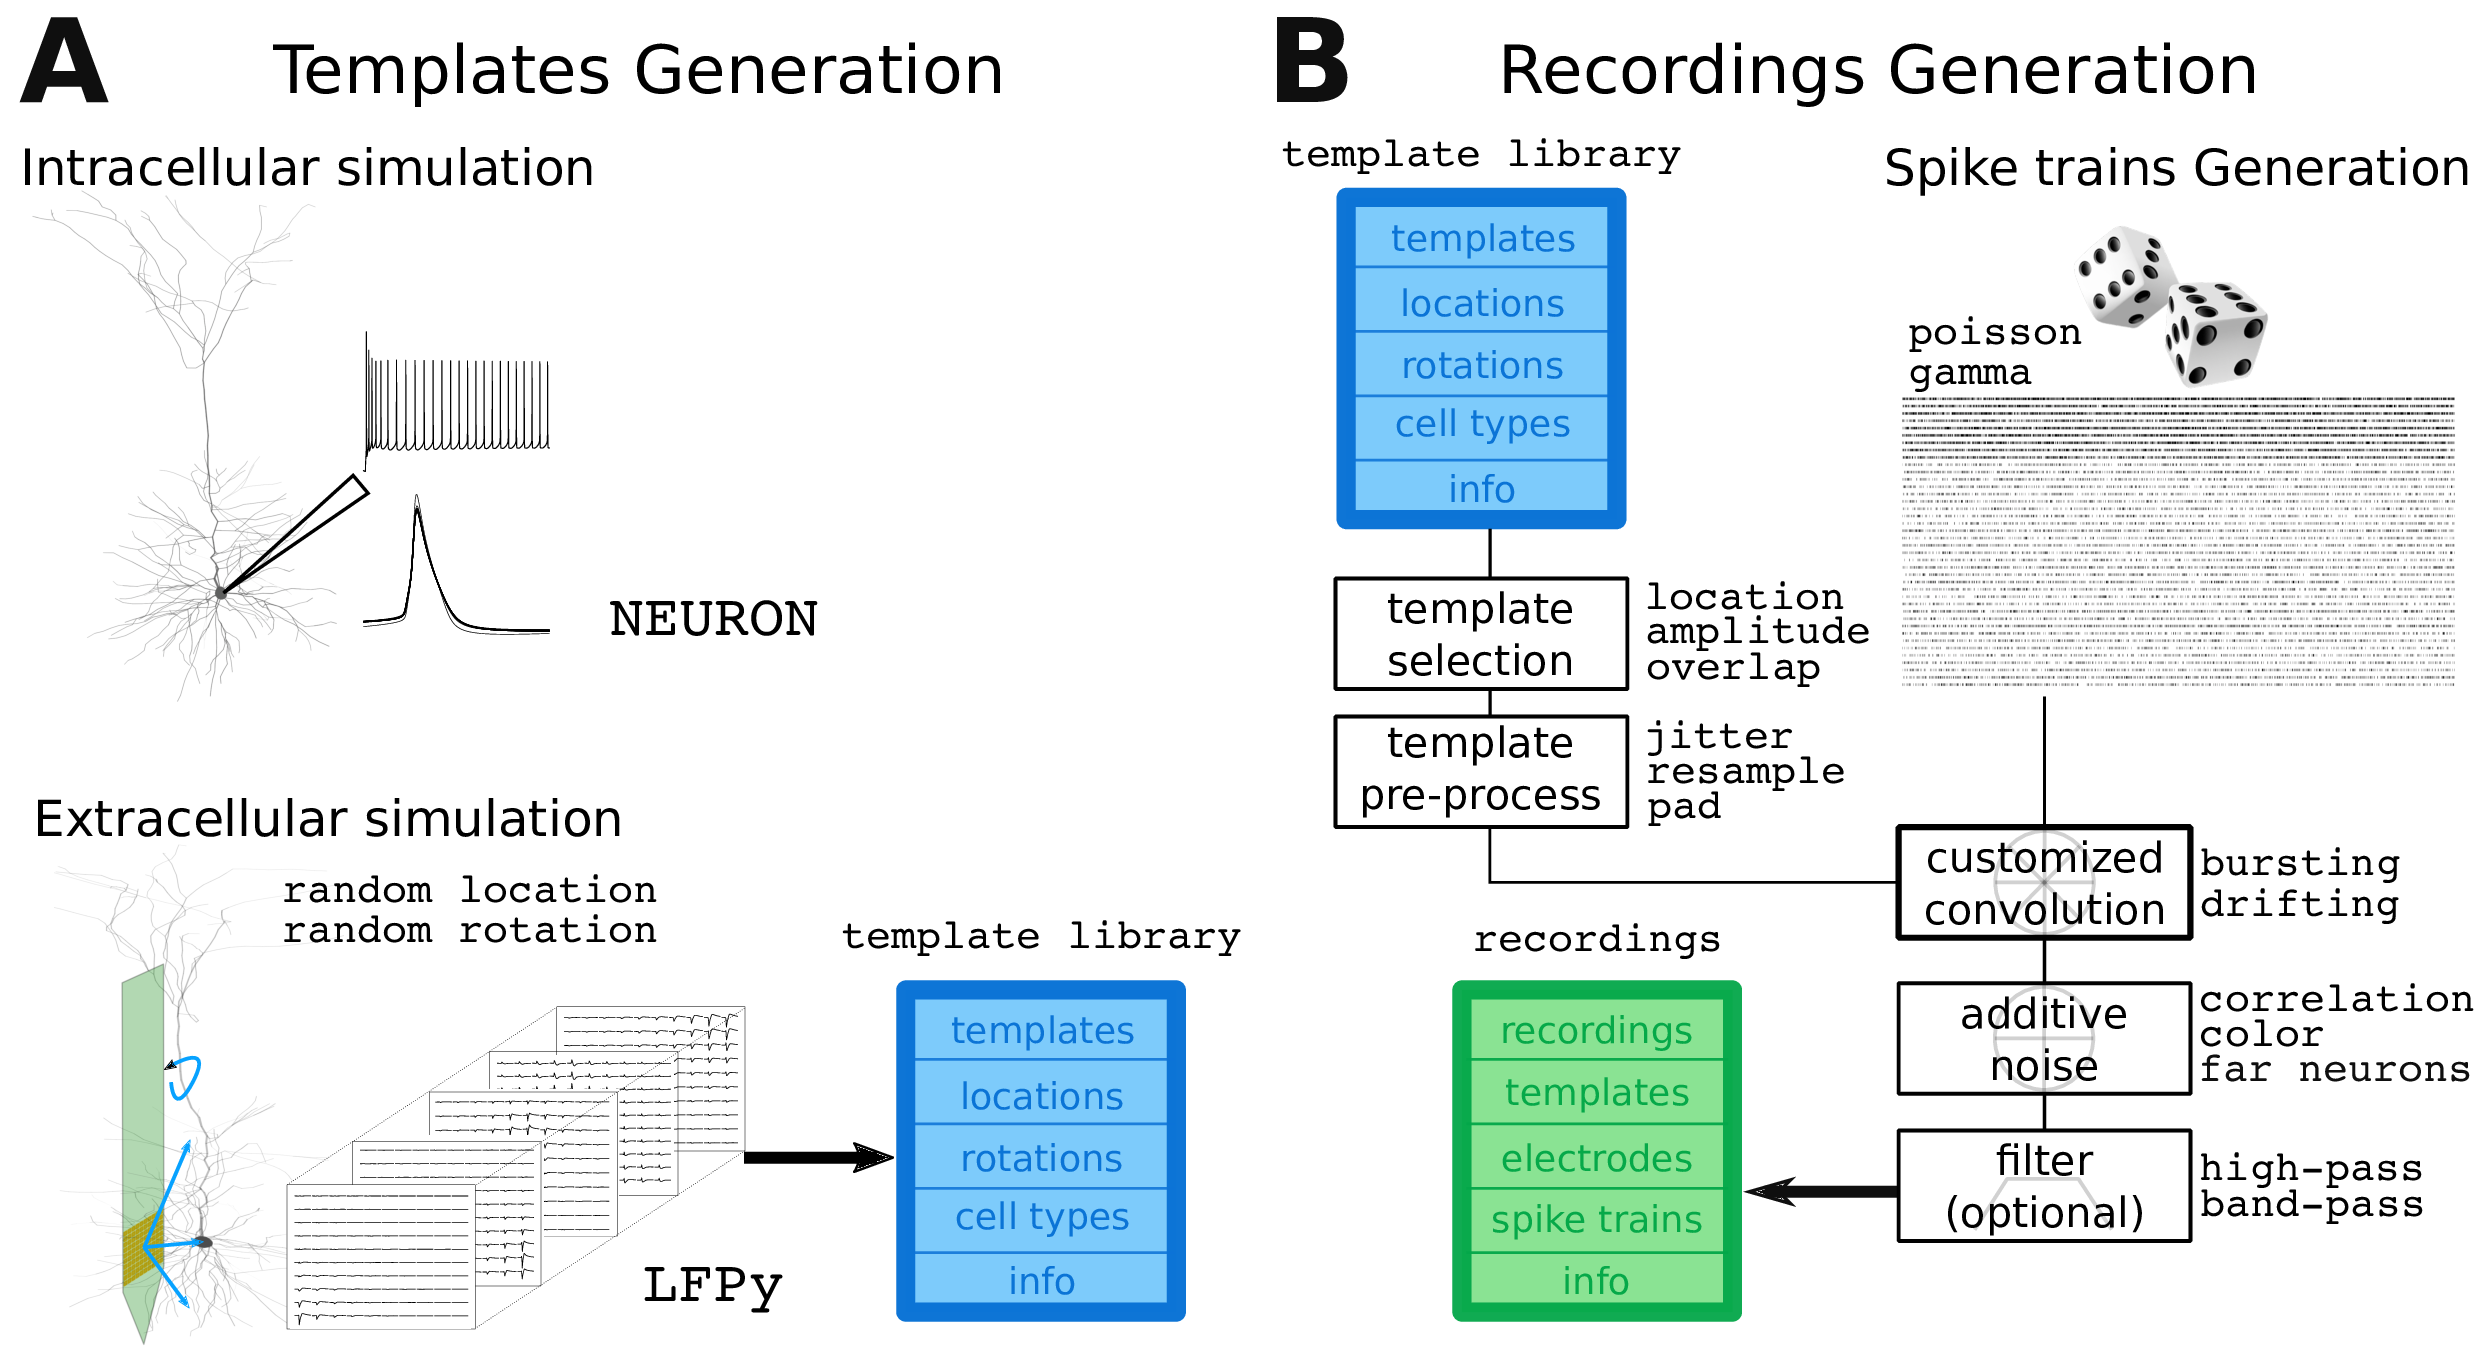 A
Templates Generation
Intracellular simulation
NEURON
Extracellular simulation
random location
random rotation
LFPy
template library
templates
locations
rotations
cell types
info
B
Recordings Generation
template library
templates
locations
rotations
cell types
info
template
selection
location
amplitude
overlap
template
pre-process
jitter
resample
pad
Spike trains Generation
poisson
gamma
customized
convolution
bursting
drifting
additive
noise
correlation
color
far neurons
filter
(optional)
high-pass
band-pass
recordings
recordings
templates
electrodes
spike trains
info